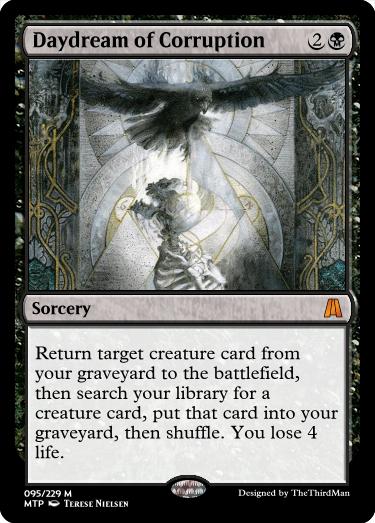 Daydream of Corruption 2
Sorcery
Return target creature card from
your graveyard to the battlefield,
then search your library for a
creature card, put that card into your
graveyard, then shuffle. You lose 4
life.
095/229 M
MTP Terese Nielsen
Designed by TheThirdMan